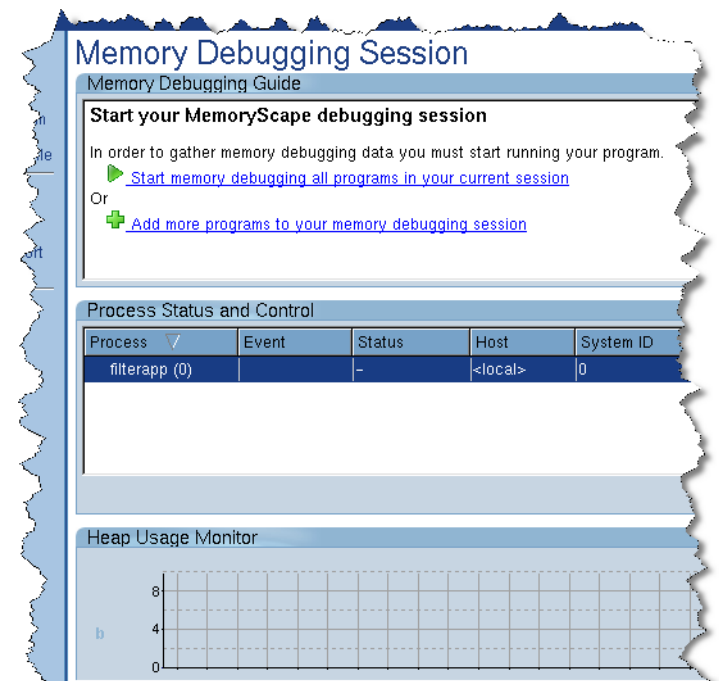 Memory Debugging Session
Memory Debugging Guide
Start your MemoryScape debugging session
In order to gather memory debugging data you must start running your program.
Start memory debugging all programs in your current session
Or
Add more programs to your memory debugging session
Process Status and Control
Process Event Status Host System ID
filterapp (0) - <local> 0
Heap Usage Monitor
8
b
4
0